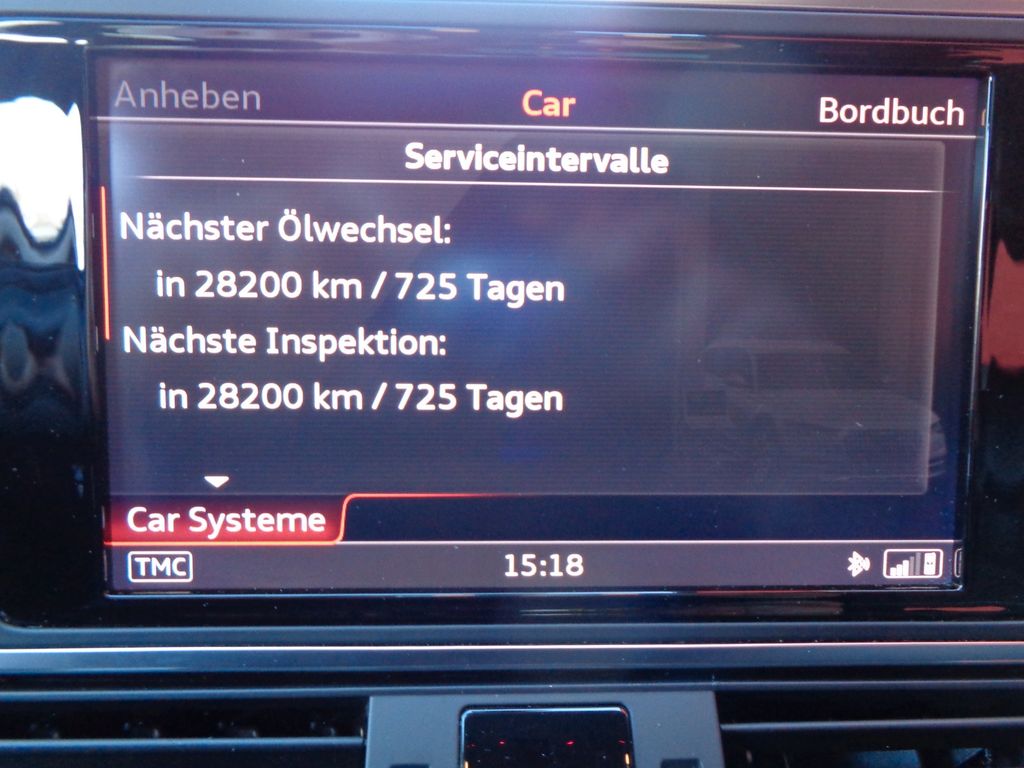 Anheben
Car
Bordbuch
Serviceintervalle
Nächster Ölwechsel:
in 28200 km / 725 Tagen
Nächste Inspektion:
in 28200 km / 725 Tagen
Car Systeme
TMC
15:18